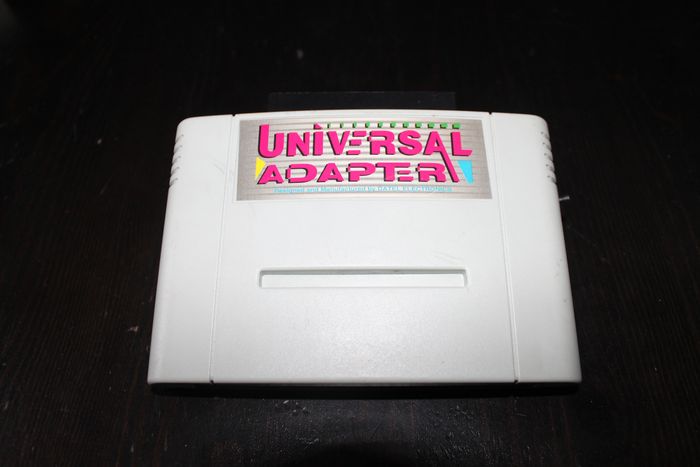 UNIVERSAL
ADAPTER
Designed and Manufactured by DATEL ELECTRONICS